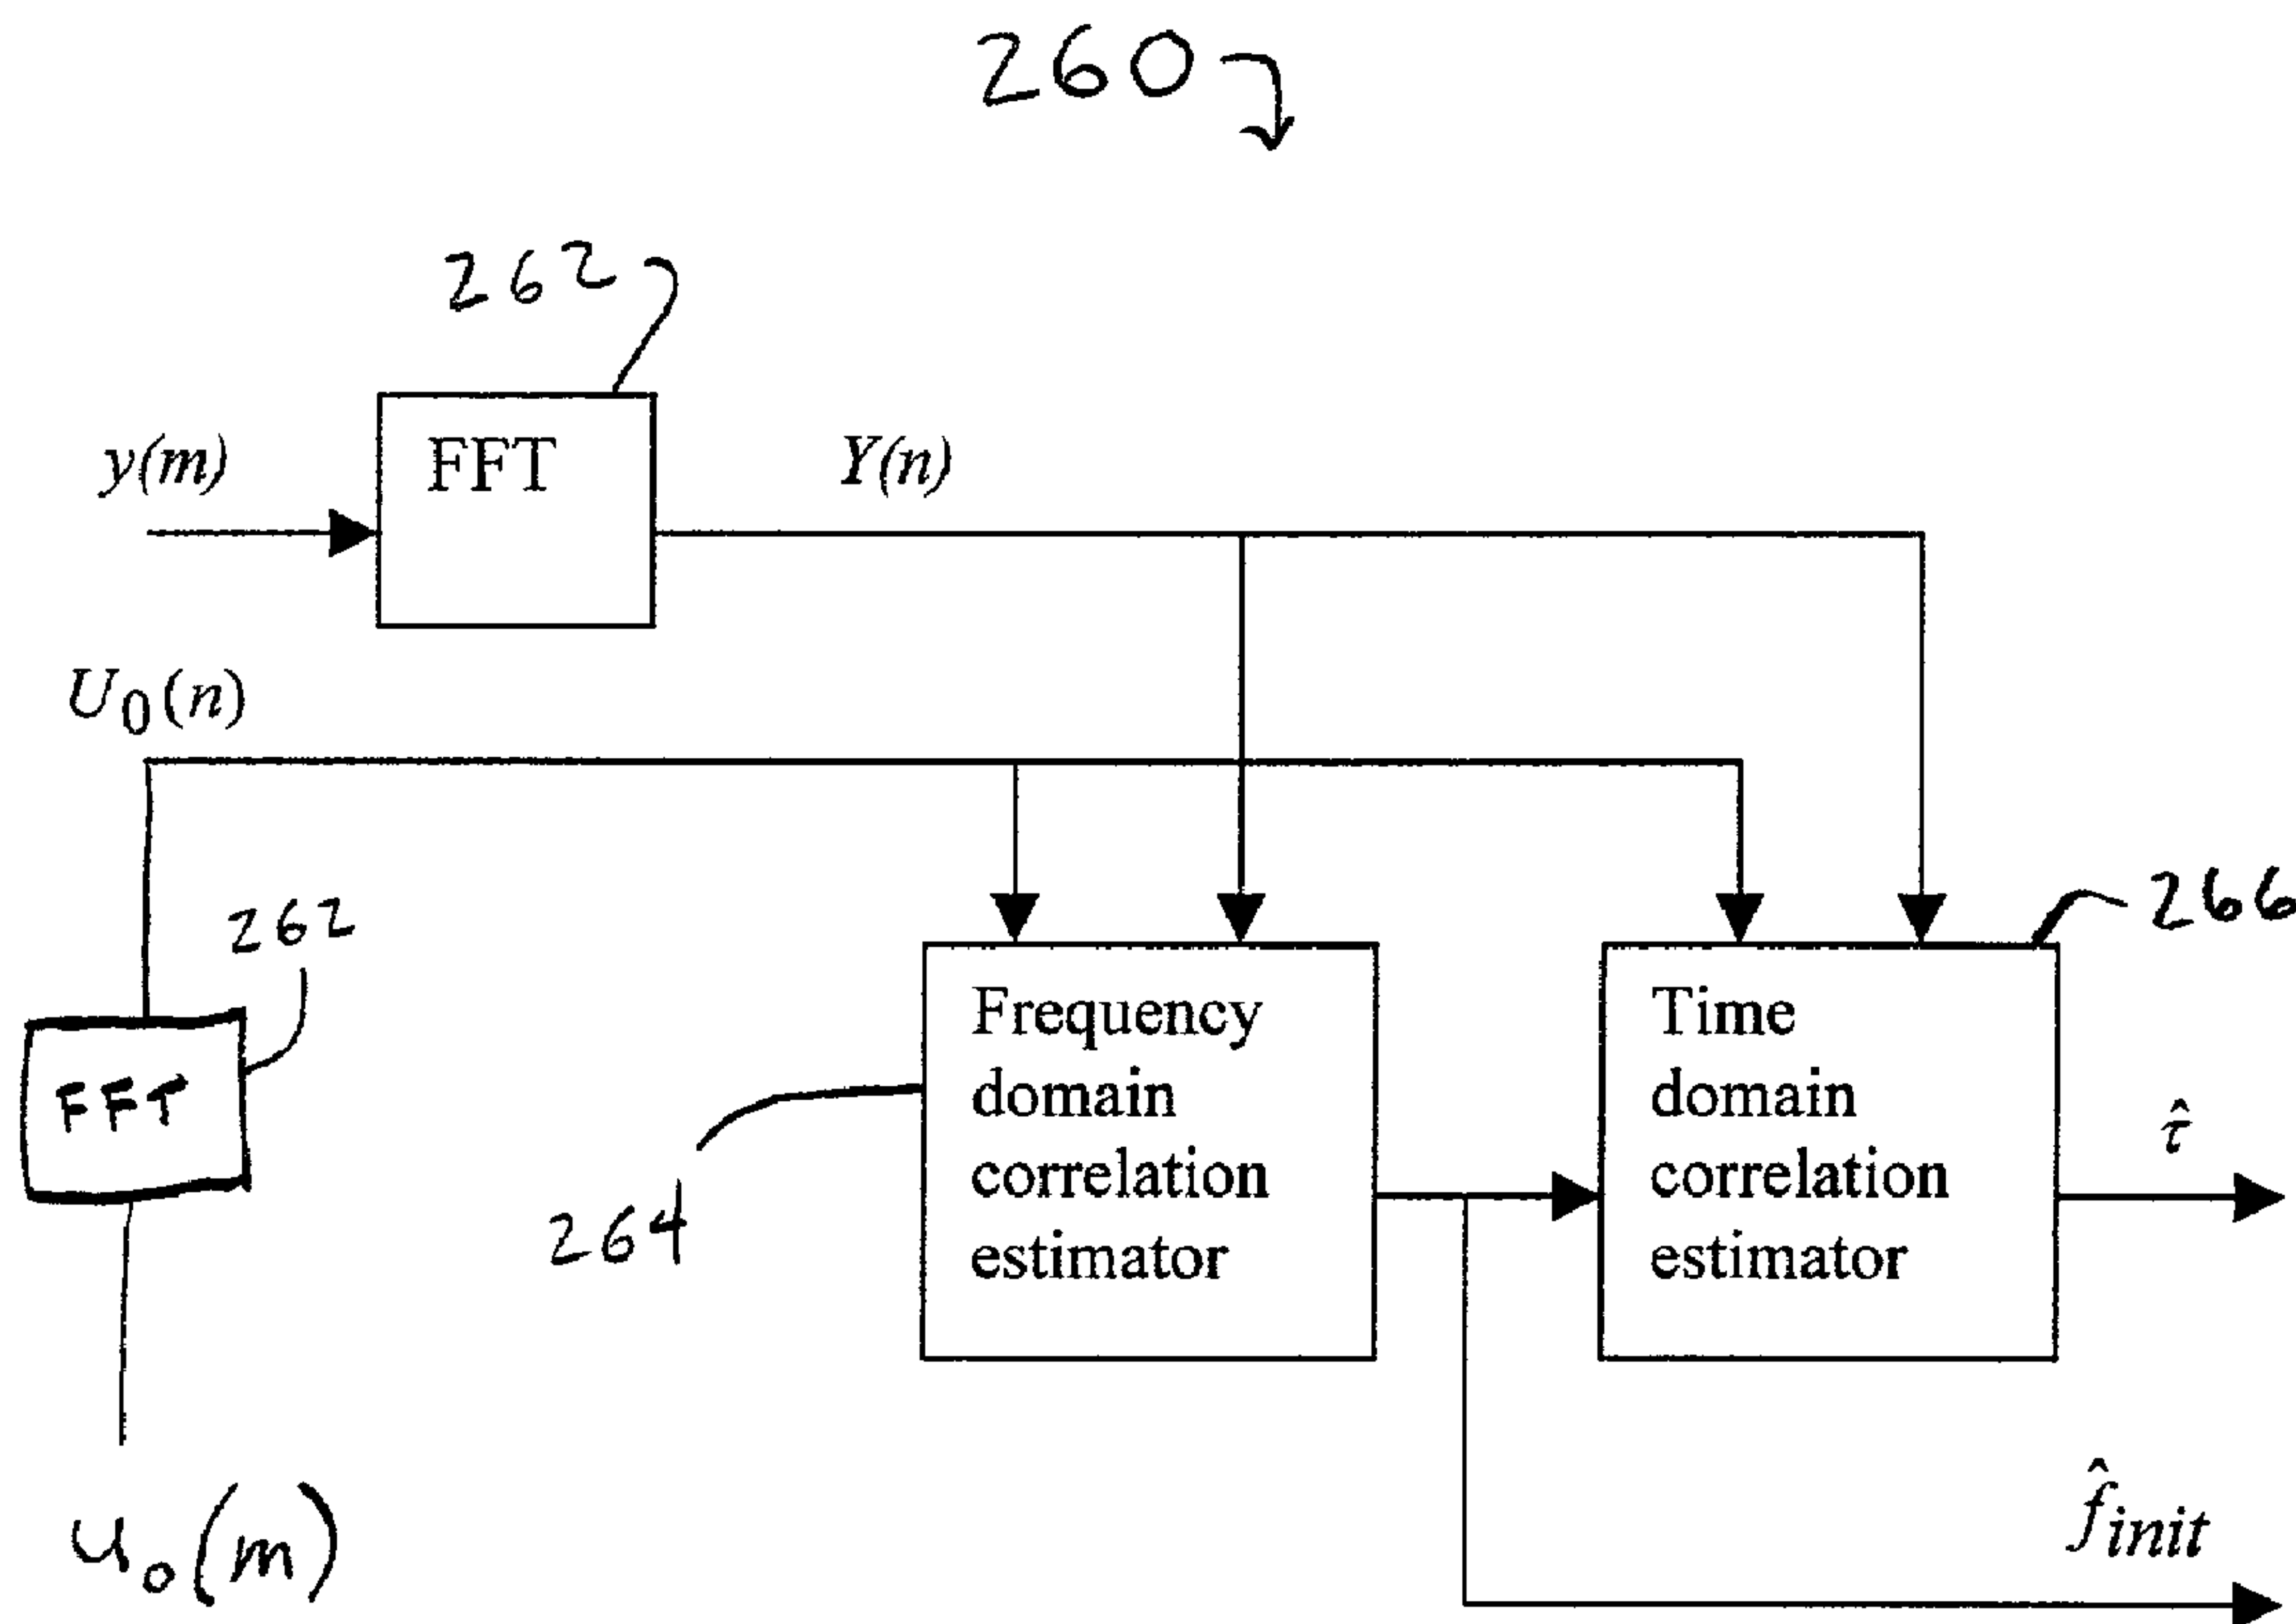 260
262
y(m)
FFT
Y(n)
U₀(n)
262
266
FFT
Frequency
domain
correlation
estimator
Time
domain
correlation
estimator
τ̂
264
f̂init
u₀(m)